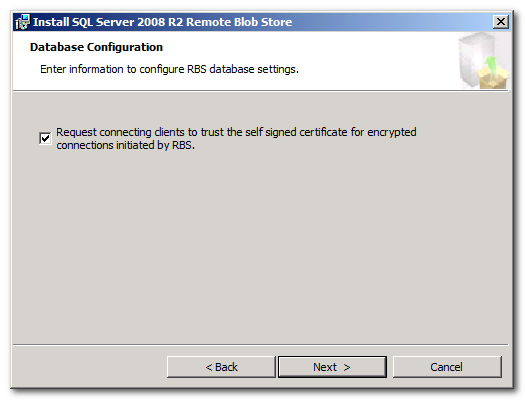 Install SQL Server 2008 R2 Remote Blob Store
Database Configuration
Enter information to configure RBS database settings.
Request connecting clients to trust the self signed certificate for encrypted
connections initiated by RBS.
< Back
Next >
Cancel